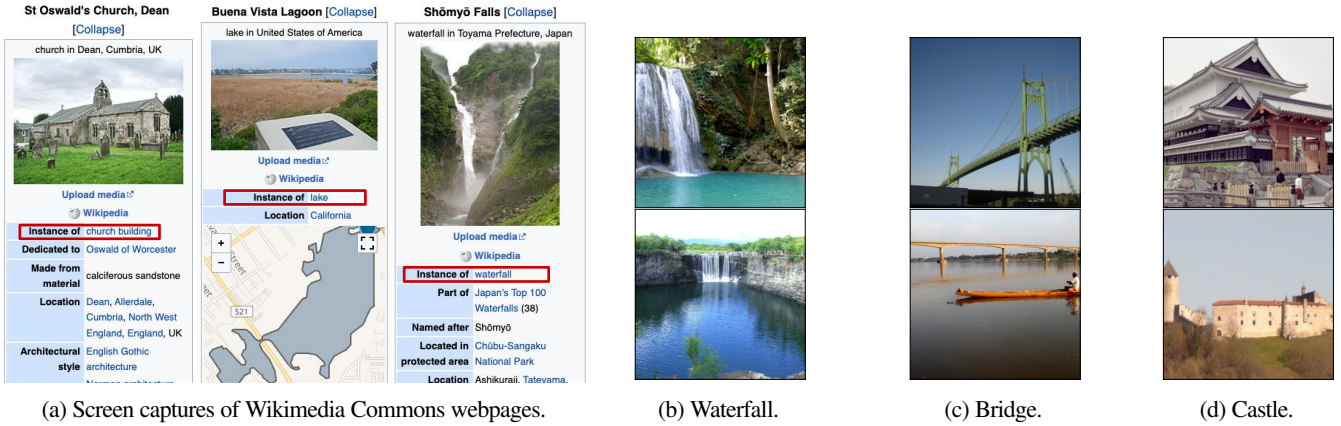 St Oswald's Church, Dean
[Collapse]
church in Dean, Cumbria, UK
Upload media
Wikipedia
Instance of church building
Dedicated to Oswald of Worcester
Made from material calciferous sandstone
Location Dean, Allerdale,
Cumbria, North West
England, England, UK
Architectural style English Gothic
architecture
Norman architecture
Buena Vista Lagoon [Collapse]
lake in United States of America
Upload media
Wikipedia
Instance of lake
Location California
+
−
S21
Shōmyō Falls [Collapse]
waterfall in Toyama Prefecture, Japan
Upload media
Wikipedia
Instance of waterfall
Part of Japan's Top 100
Waterfalls (38)
Named after Shōmyō
Located in protected area Chūbu-Sangaku
National Park
Location Ashikuraji, Tateyama,
(a) Screen captures of Wikimedia Commons webpages.
(b) Waterfall.
(c) Bridge.
(d) Castle.